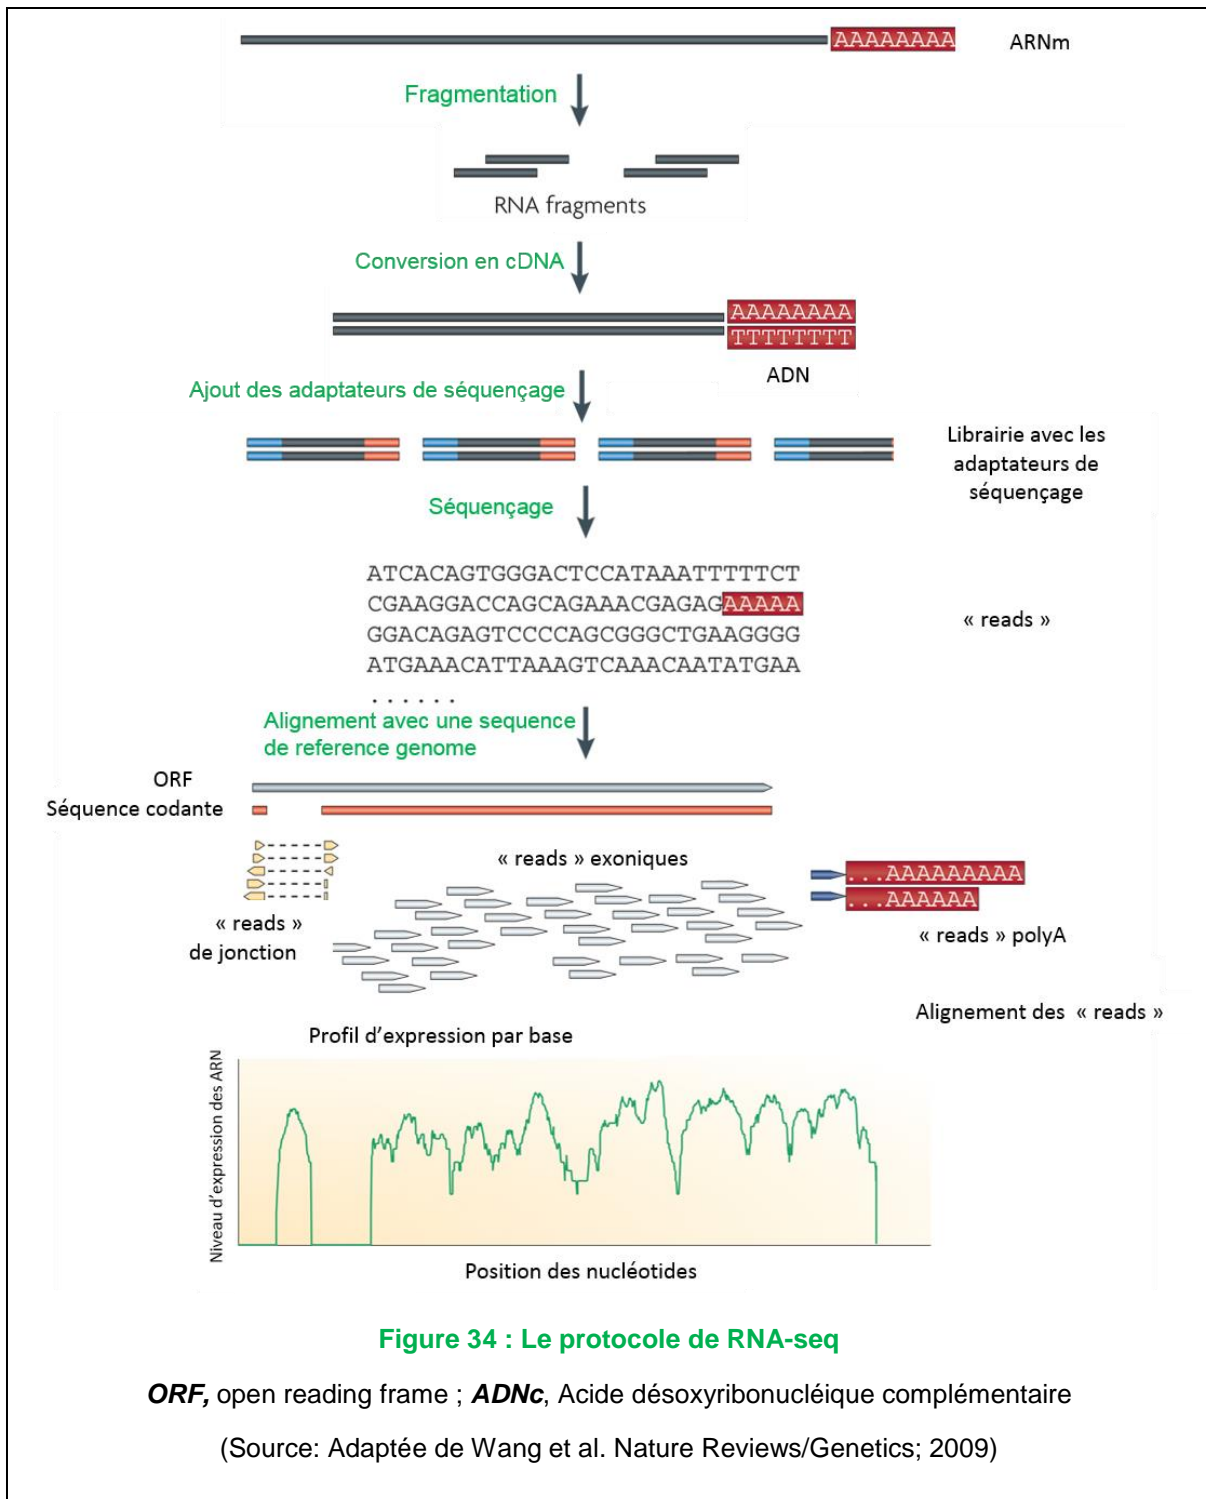 AAAAAAAA
ARNm
Fragmentation
RNA fragments
Conversion en cDNA
AAAAAAAA
TTTTTTTT
ADN
Ajout des adaptateurs de séquençage
Librairie avec les
adaptateurs de
séquençage
Séquençage
ATCACAGTGGGACTCCATAAATTTTTCT
CGAAGGACCAGCAGAAACGAGAGAAAAA
GGACAGAGTCCCCAGCGGGCTGAAGGGG
ATGAAACATTAAAGTCAAACAATATGAA
. . . . . .
« reads »
Alignement avec une sequence
de reference genome
ORF
Séquence codante
« reads » exoniques
...AAAAAAAAA
...AAAAAA
« reads »
de jonction
« reads » polyA
Alignement des « reads »
Profil d’expression par base
Niveau d’expression des ARN
Position des nucléotides
Figure 34 : Le protocole de RNA-seq
ORF, open reading frame ; ADNc, Acide désoxyribonucléique complémentaire
(Source: Adaptée de Wang et al. Nature Reviews/Genetics; 2009)